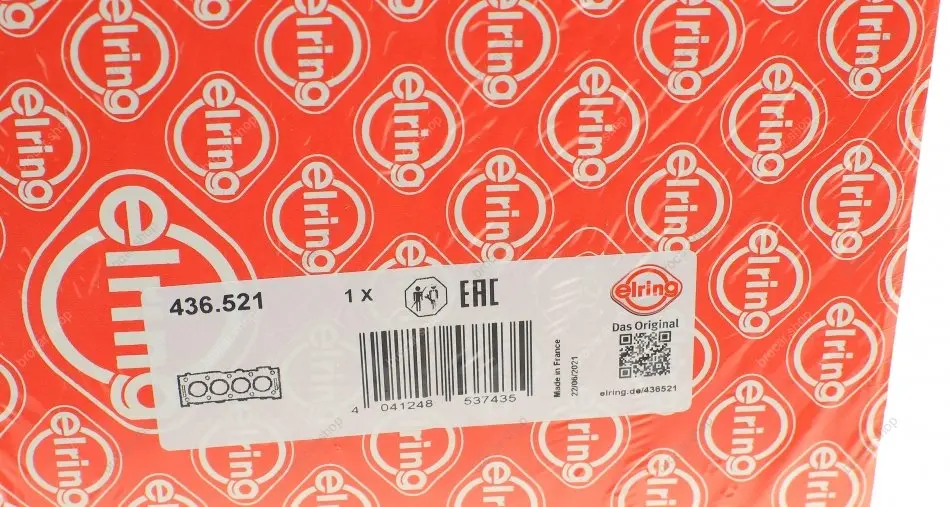 436.521
1 X
EAC
elring
Das Original
elring.de/436521
Made in France
22/06/2021
4 041248 537435
elring